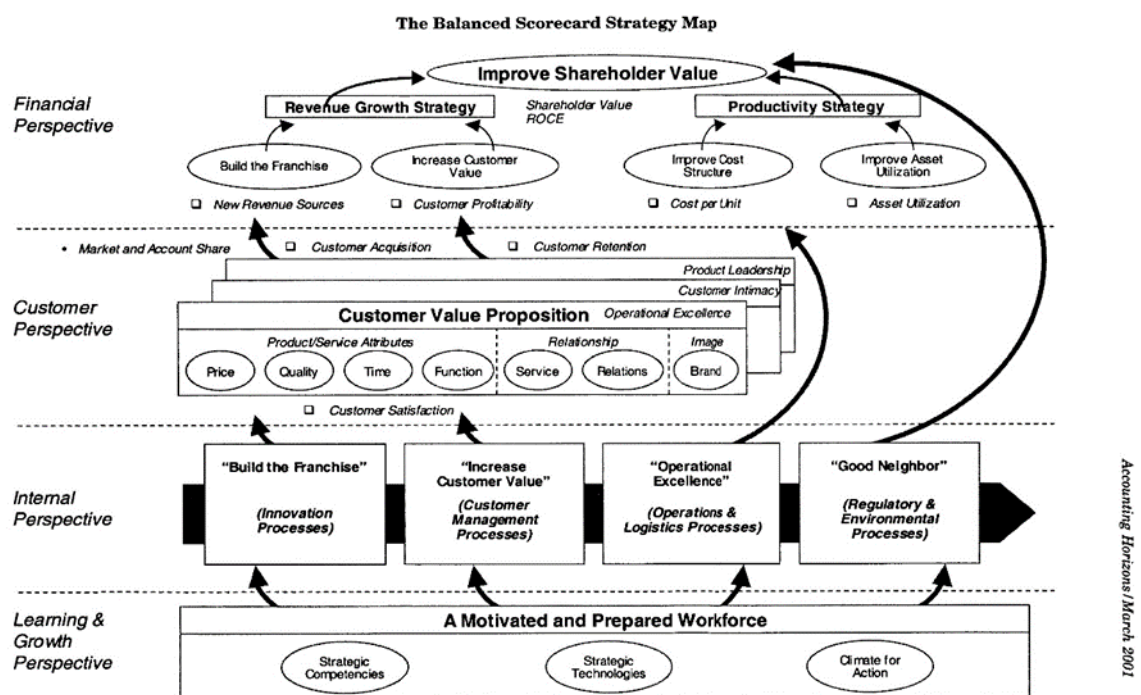 The Balanced Scorecard Strategy Map
Financial
Perspective
Improve Shareholder Value
Revenue Growth Strategy
Shareholder Value
ROCE
Productivity Strategy
Build the Franchise
Increase Customer
Value
Improve Cost
Structure
Improve Asset
Utilization
❑ New Revenue Sources
❑ Customer Profitability
❑ Cost per Unit
❑ Asset Utilization
Customer
Perspective
• Market and Account Share
❑ Customer Acquisition
❑ Customer Retention
Product Leadership
Customer Intimacy
Customer Value Proposition
Operational Excellence
Product/Service Attributes
Relationship
Image
Price
Quality
Time
Function
Service
Relations
Brand
❑ Customer Satisfaction
Internal
Perspective
"Build the Franchise"
(Innovation
Processes)
"Increase
Customer Value"
(Customer
Management
Processes)
"Operational
Excellence"
(Operations &
Logistics Processes)
"Good Neighbor"
(Regulatory &
Environmental
Processes)
Learning &
Growth
Perspective
A Motivated and Prepared Workforce
Strategic
Competencies
Strategic
Technologies
Climate for
Action
Accounting Horizons/March 2001